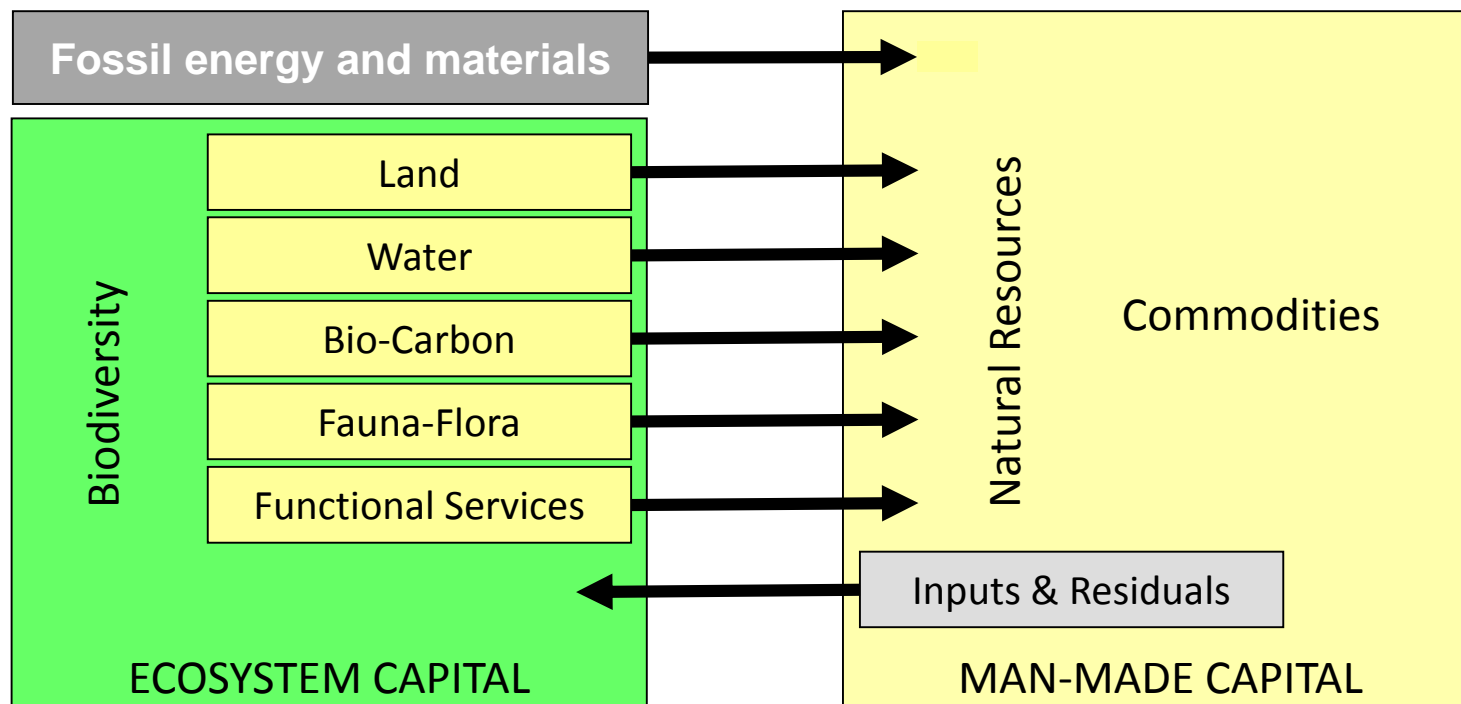 Fossil energy and materials
Biodiversity
Land
Water
Bio-Carbon
Fauna-Flora
Functional Services
ECOSYSTEM CAPITAL
Natural Resources
Commodities
Inputs & Residuals
MAN-MADE CAPITAL